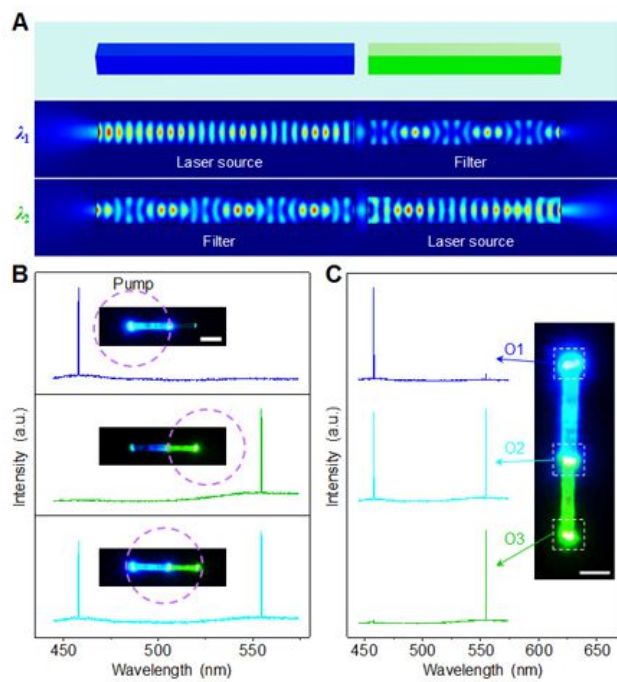 A
λ1
Laser source
Filter
λ2
Filter
Laser source
B
Pump
Intensity (a.u.)
450 500 550
Wavelength (nm)
C
O1
O2
O3
Intensity (a.u.)
450 500 550 600 650
Wavelength (nm)